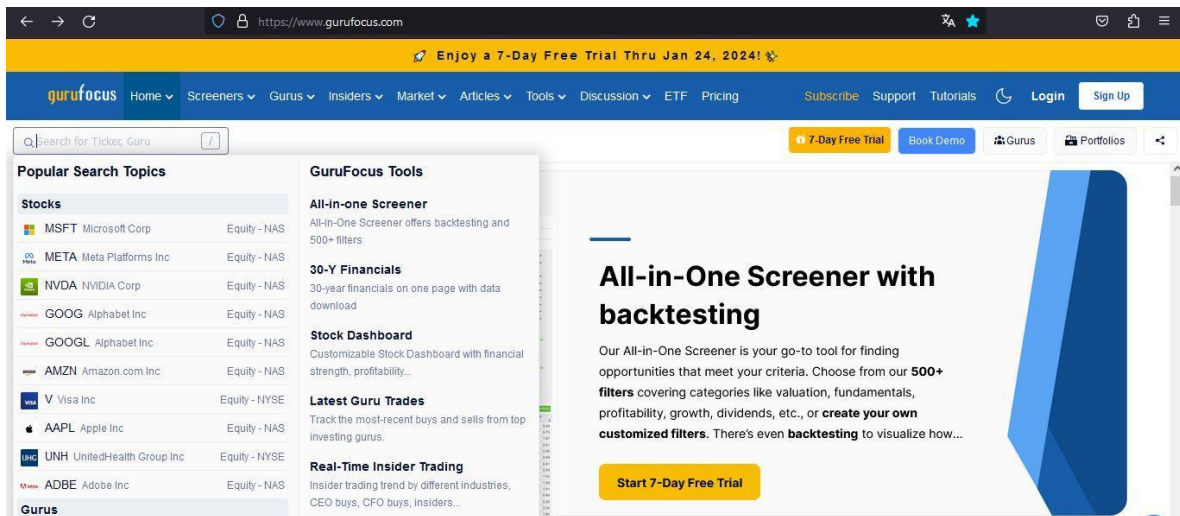 https://www.gurufocus.com
Enjoy a 7-Day Free Trial Thru Jan 24, 2024!
gurufocus Home Screeners Gurus Insiders Market Articles Tools Discussion ETF Pricing Subscribe Support Tutorials Login Sign Up
Search for Ticker, Guru /
7-Day Free Trial Book Demo Gurus Portfolios
Popular Search Topics
Stocks
MSFT Microsoft Corp Equity - NAS
META Meta Platforms Inc Equity - NAS
NVDA NVIDIA Corp Equity - NAS
GOOG Alphabet Inc Equity - NAS
GOOGL Alphabet Inc Equity - NAS
AMZN Amazon.com Inc Equity - NAS
VISA V Visa Inc Equity - NYSE
AAPL Apple Inc Equity - NAS
UHG UNH UnitedHealth Group Inc Equity - NYSE
ADBE Adobe Inc Equity - NAS
Gurus
GuruFocus Tools
All-in-one Screener
All-in-One Screener offers backtesting and
500+ filters
30-Y Financials
30-year financials on one page with data
download
Stock Dashboard
Customizable Stock Dashboard with financial
strength, profitability...
Latest Guru Trades
Track the most-recent buys and sells from top
investing gurus.
Real-Time Insider Trading
Insider trading trend by different industries,
CEO buys, CFO buys, insiders...
All-in-One Screener with
backtesting
Our All-in-One Screener is your go-to tool for finding
opportunities that meet your criteria. Choose from our 500+
filters covering categories like valuation, fundamentals,
profitability, growth, dividends, etc., or create your own
customized filters. There's even backtesting to visualize how...
Start 7-Day Free Trial